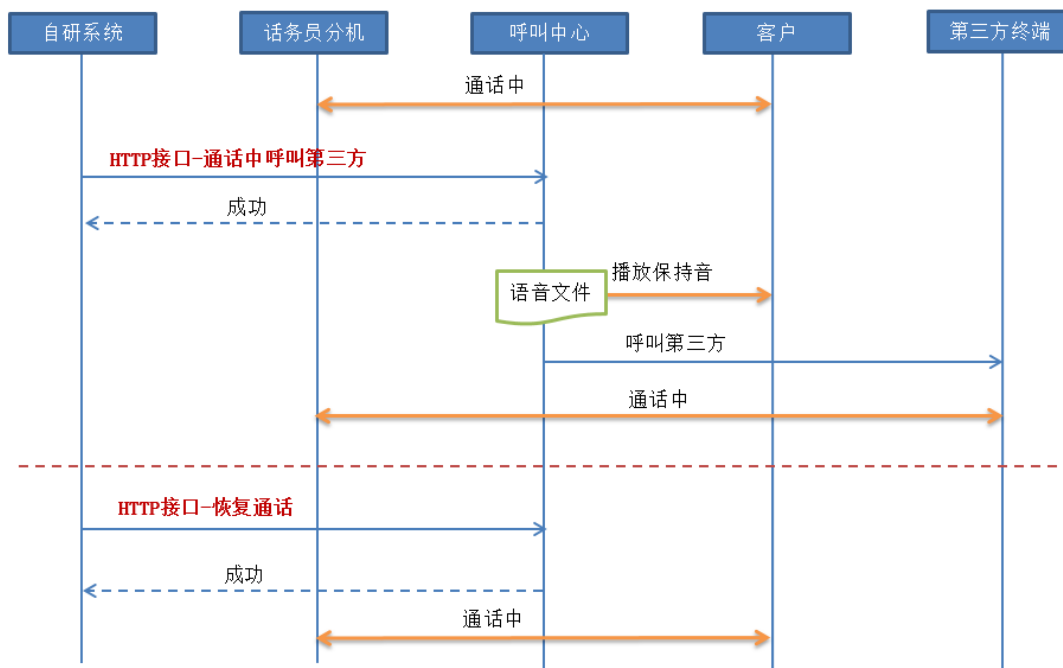 自研系统
话务员分机
呼叫中心
客户
第三方终端
通话中
HTTP接口-通话中呼叫第三方
成功
播放保持音
语音文件
呼叫第三方
通话中
HTTP接口-恢复通话
成功
通话中